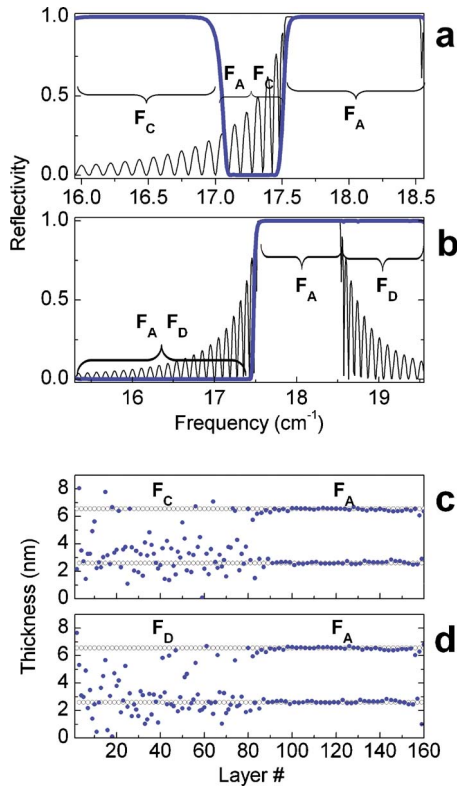 a
1.0
0.5
0.0
F_C
F_A F_C
F_A
16.0 16.5 17.0 17.5 18.0 18.5
Reflectivity
b
1.0
0.5
0.0
F_A F_D
F_A
F_D
16 17 18 19
Frequency (cm⁻¹)
c
8
6
4
2
0
F_C
F_A
Thickness (nm)
d
8
6
4
2
0
F_D
F_A
20 40 60 80 100 120 140 160
Layer #